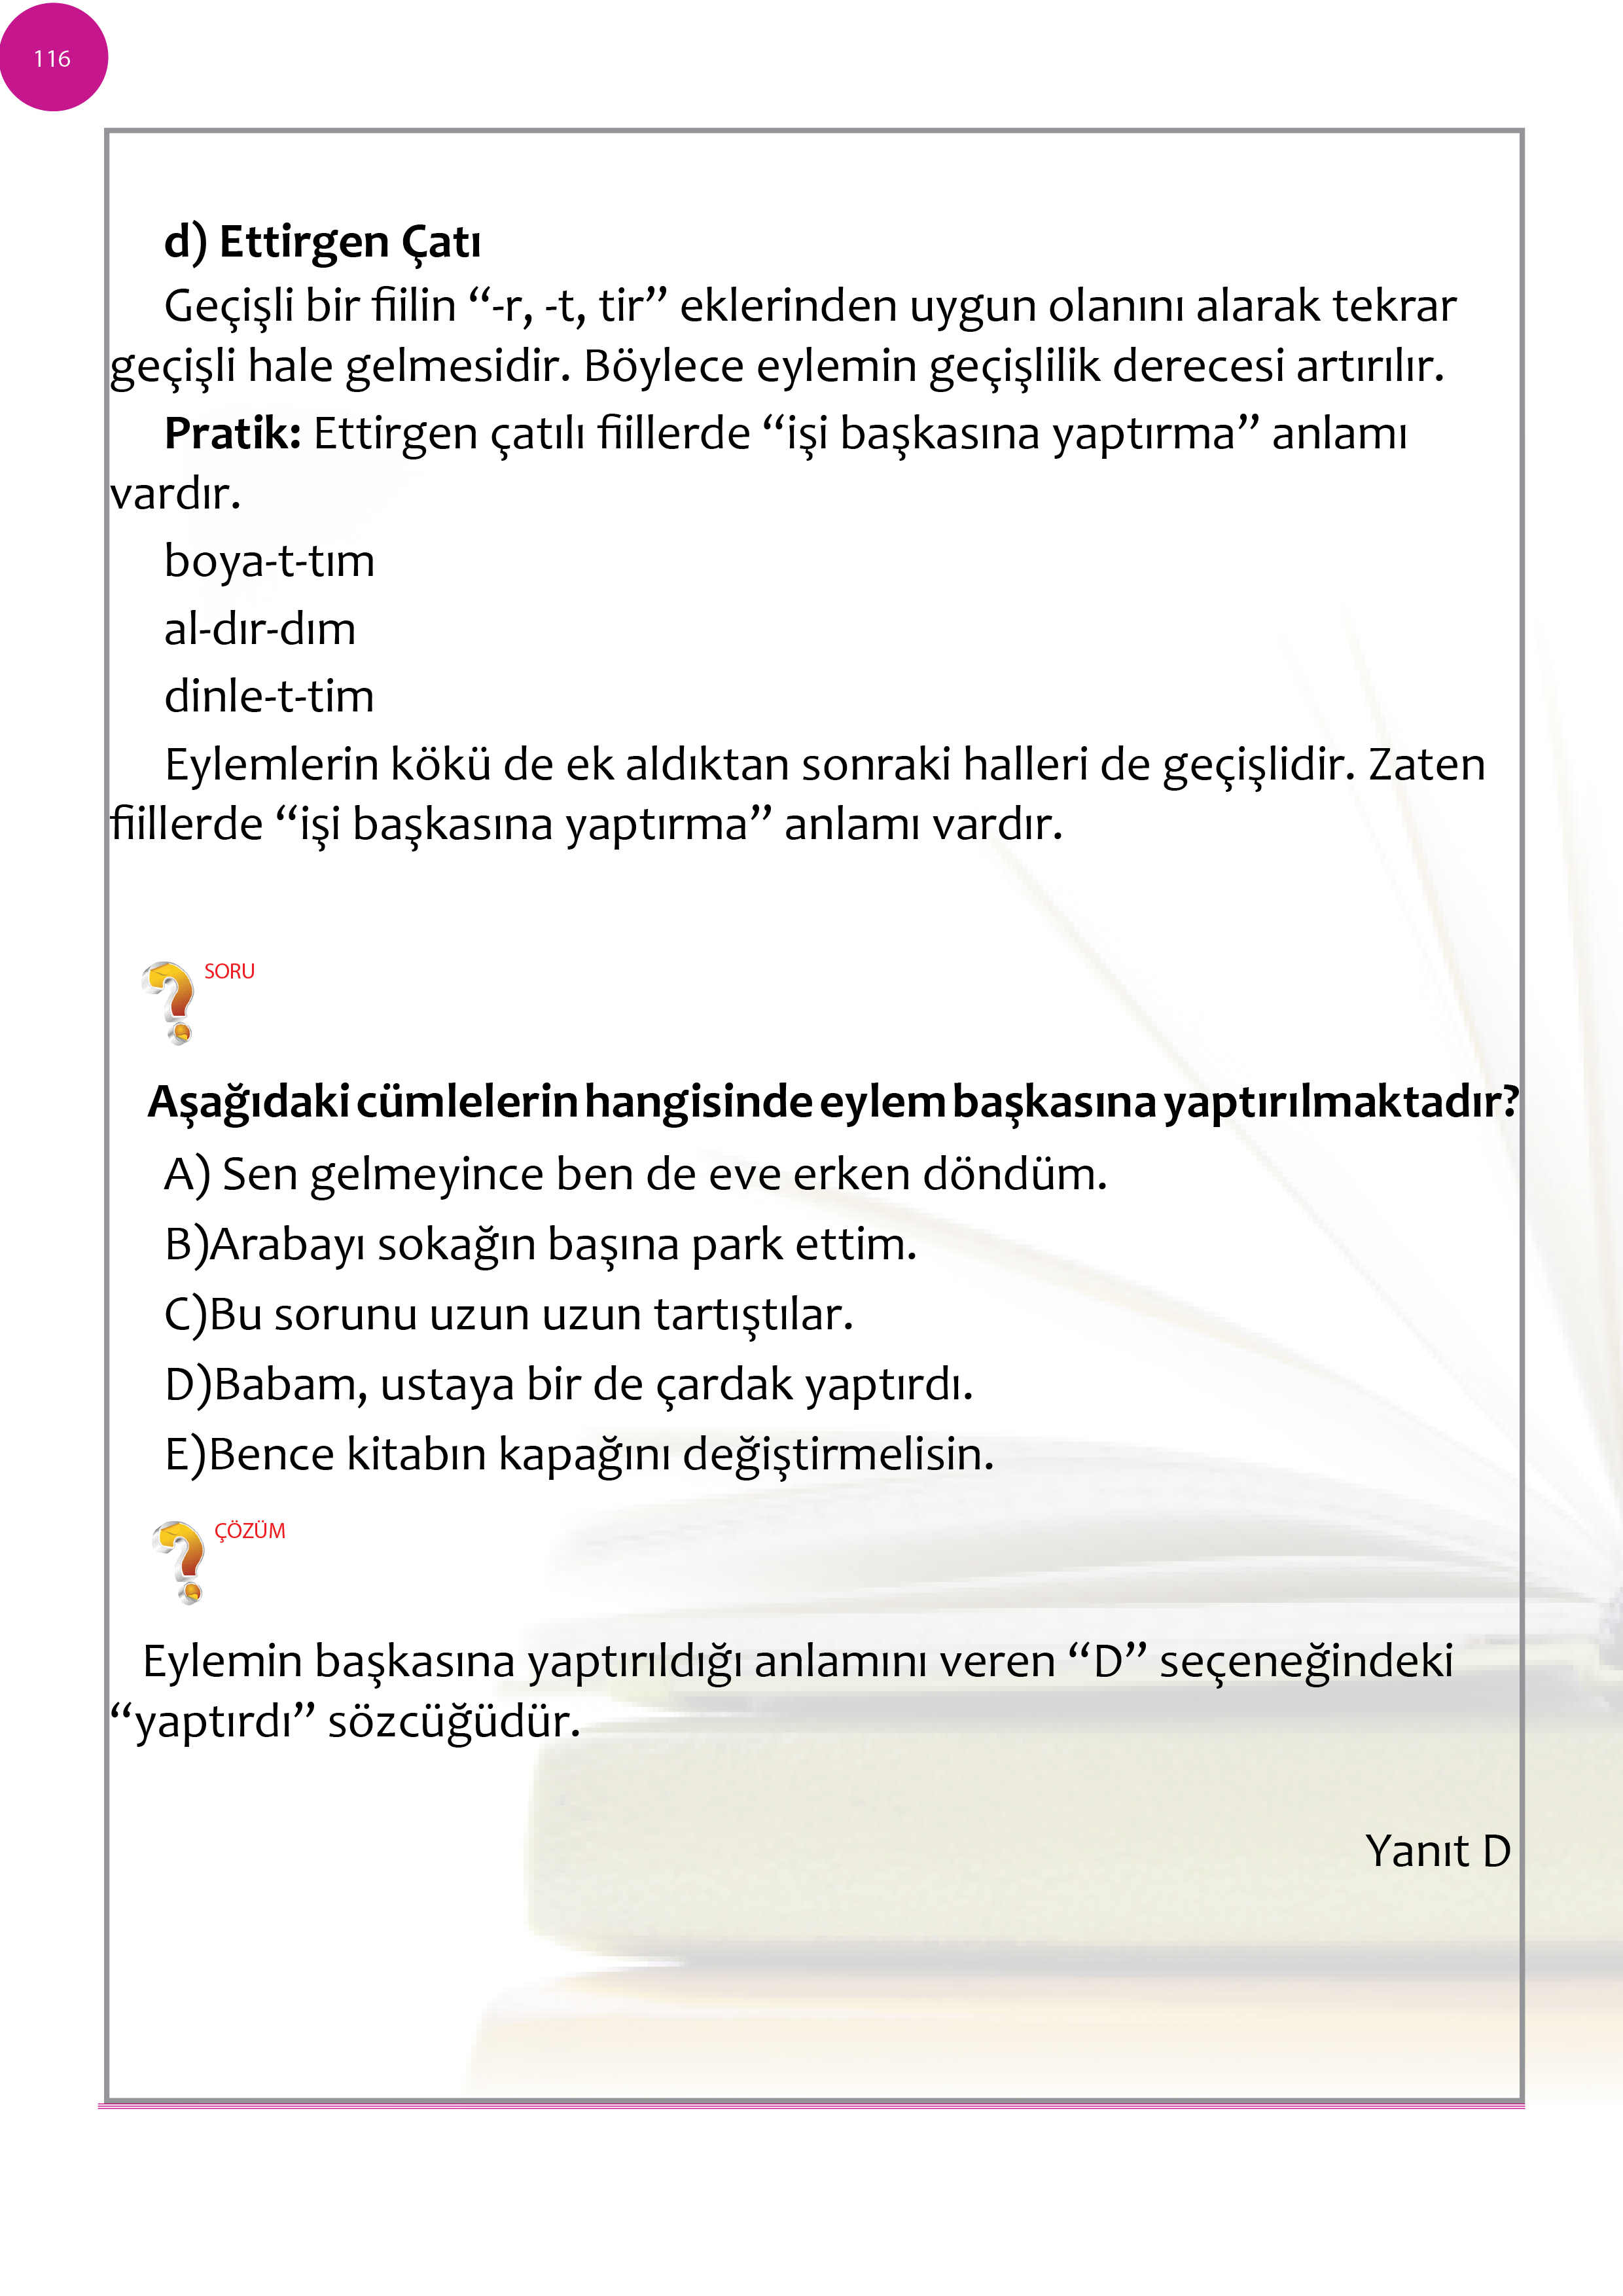 116
d) Ettirgen Çatı
Geçişli bir fiilin “-r, -t, tir” eklerinden uygun olanını alarak tekrar
geçişli hale gelmesidir. Böylece eylemin geçişlilik derecesi artırılır.
Pratik: Ettirgen çatılı fiillerde “işi başkasına yaptırma” anlamı
vardır.
boya-t-tım
al-dır-dım
dinle-t-tim
Eylemlerin kökü de ek aldıktan sonraki halleri de geçişlidir. Zaten
fiillerde “işi başkasına yaptırma” anlamı vardır.
SORU
Aşağıdaki cümlelerin hangisinde eylem başkasına yaptırılmaktadır?
A) Sen gelmeyince ben de eve erken döndüm.
B)Arabayı sokağın başına park ettim.
C)Bu sorunu uzun uzun tartıştılar.
D)Babam, ustaya bir de çardak yaptırdı.
E)Bence kitabın kapağını değiştirmelisin.
ÇÖZÜM
Eylemin başkasına yaptırıldığı anlamını veren “D” seçeneğindeki
“yaptırdı” sözcüğüdür.
Yanıt D